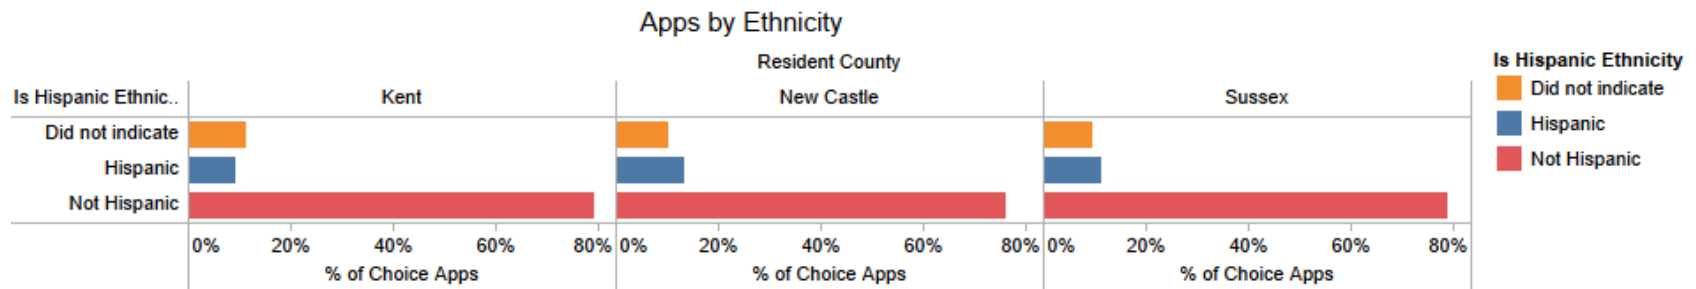 Apps by Ethnicity
Resident County
Is Hispanic Ethnic.. Kent New Castle Sussex
Did not indicate
Hispanic
Not Hispanic
0% 20% 40% 60% 80% 0% 20% 40% 60% 80% 0% 20% 40% 60% 80%
% of Choice Apps % of Choice Apps % of Choice Apps
Is Hispanic Ethnicity
Did not indicate
Hispanic
Not Hispanic